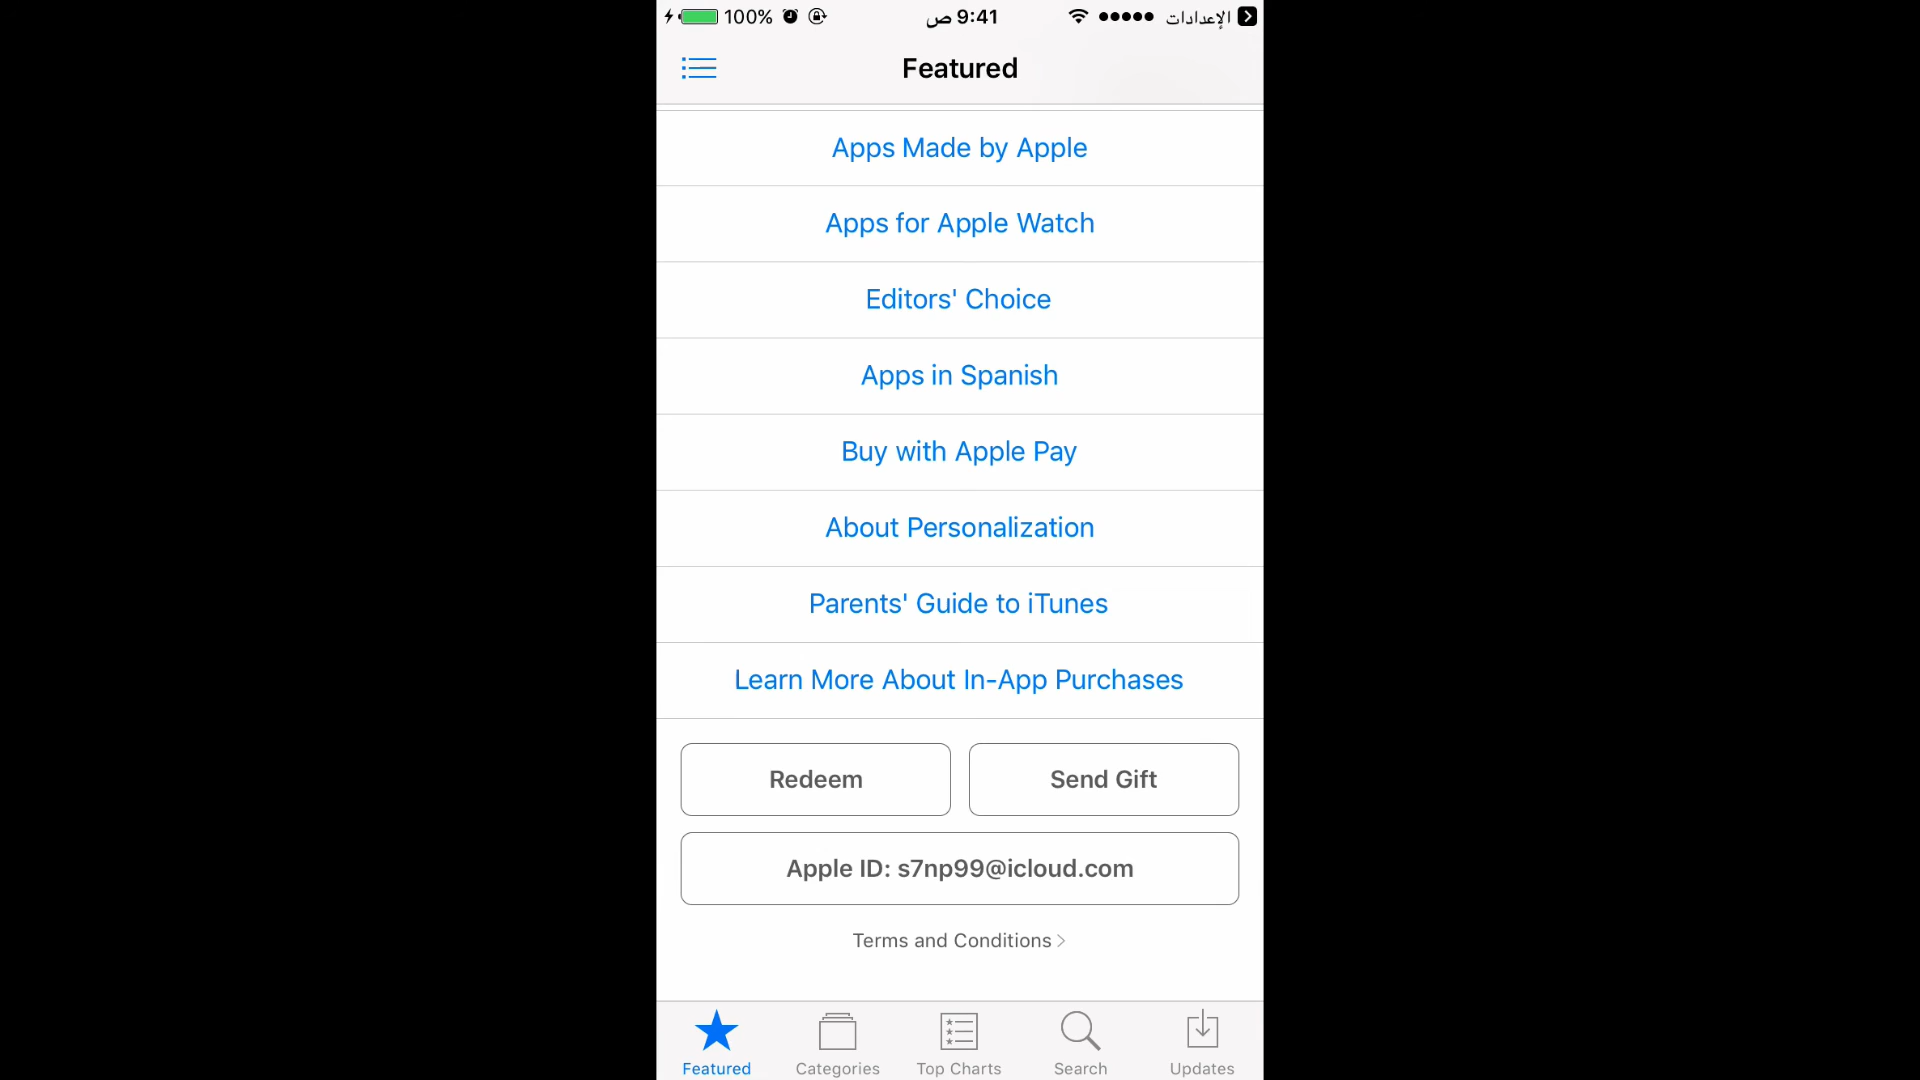 100% 9:41 ص الإعدادات
Featured
Apps Made by Apple
Apps for Apple Watch
Editors' Choice
Apps in Spanish
Buy with Apple Pay
About Personalization
Parents' Guide to iTunes
Learn More About In-App Purchases
Redeem Send Gift
Apple ID: s7np99@icloud.com
Terms and Conditions
Featured Categories Top Charts Search Updates